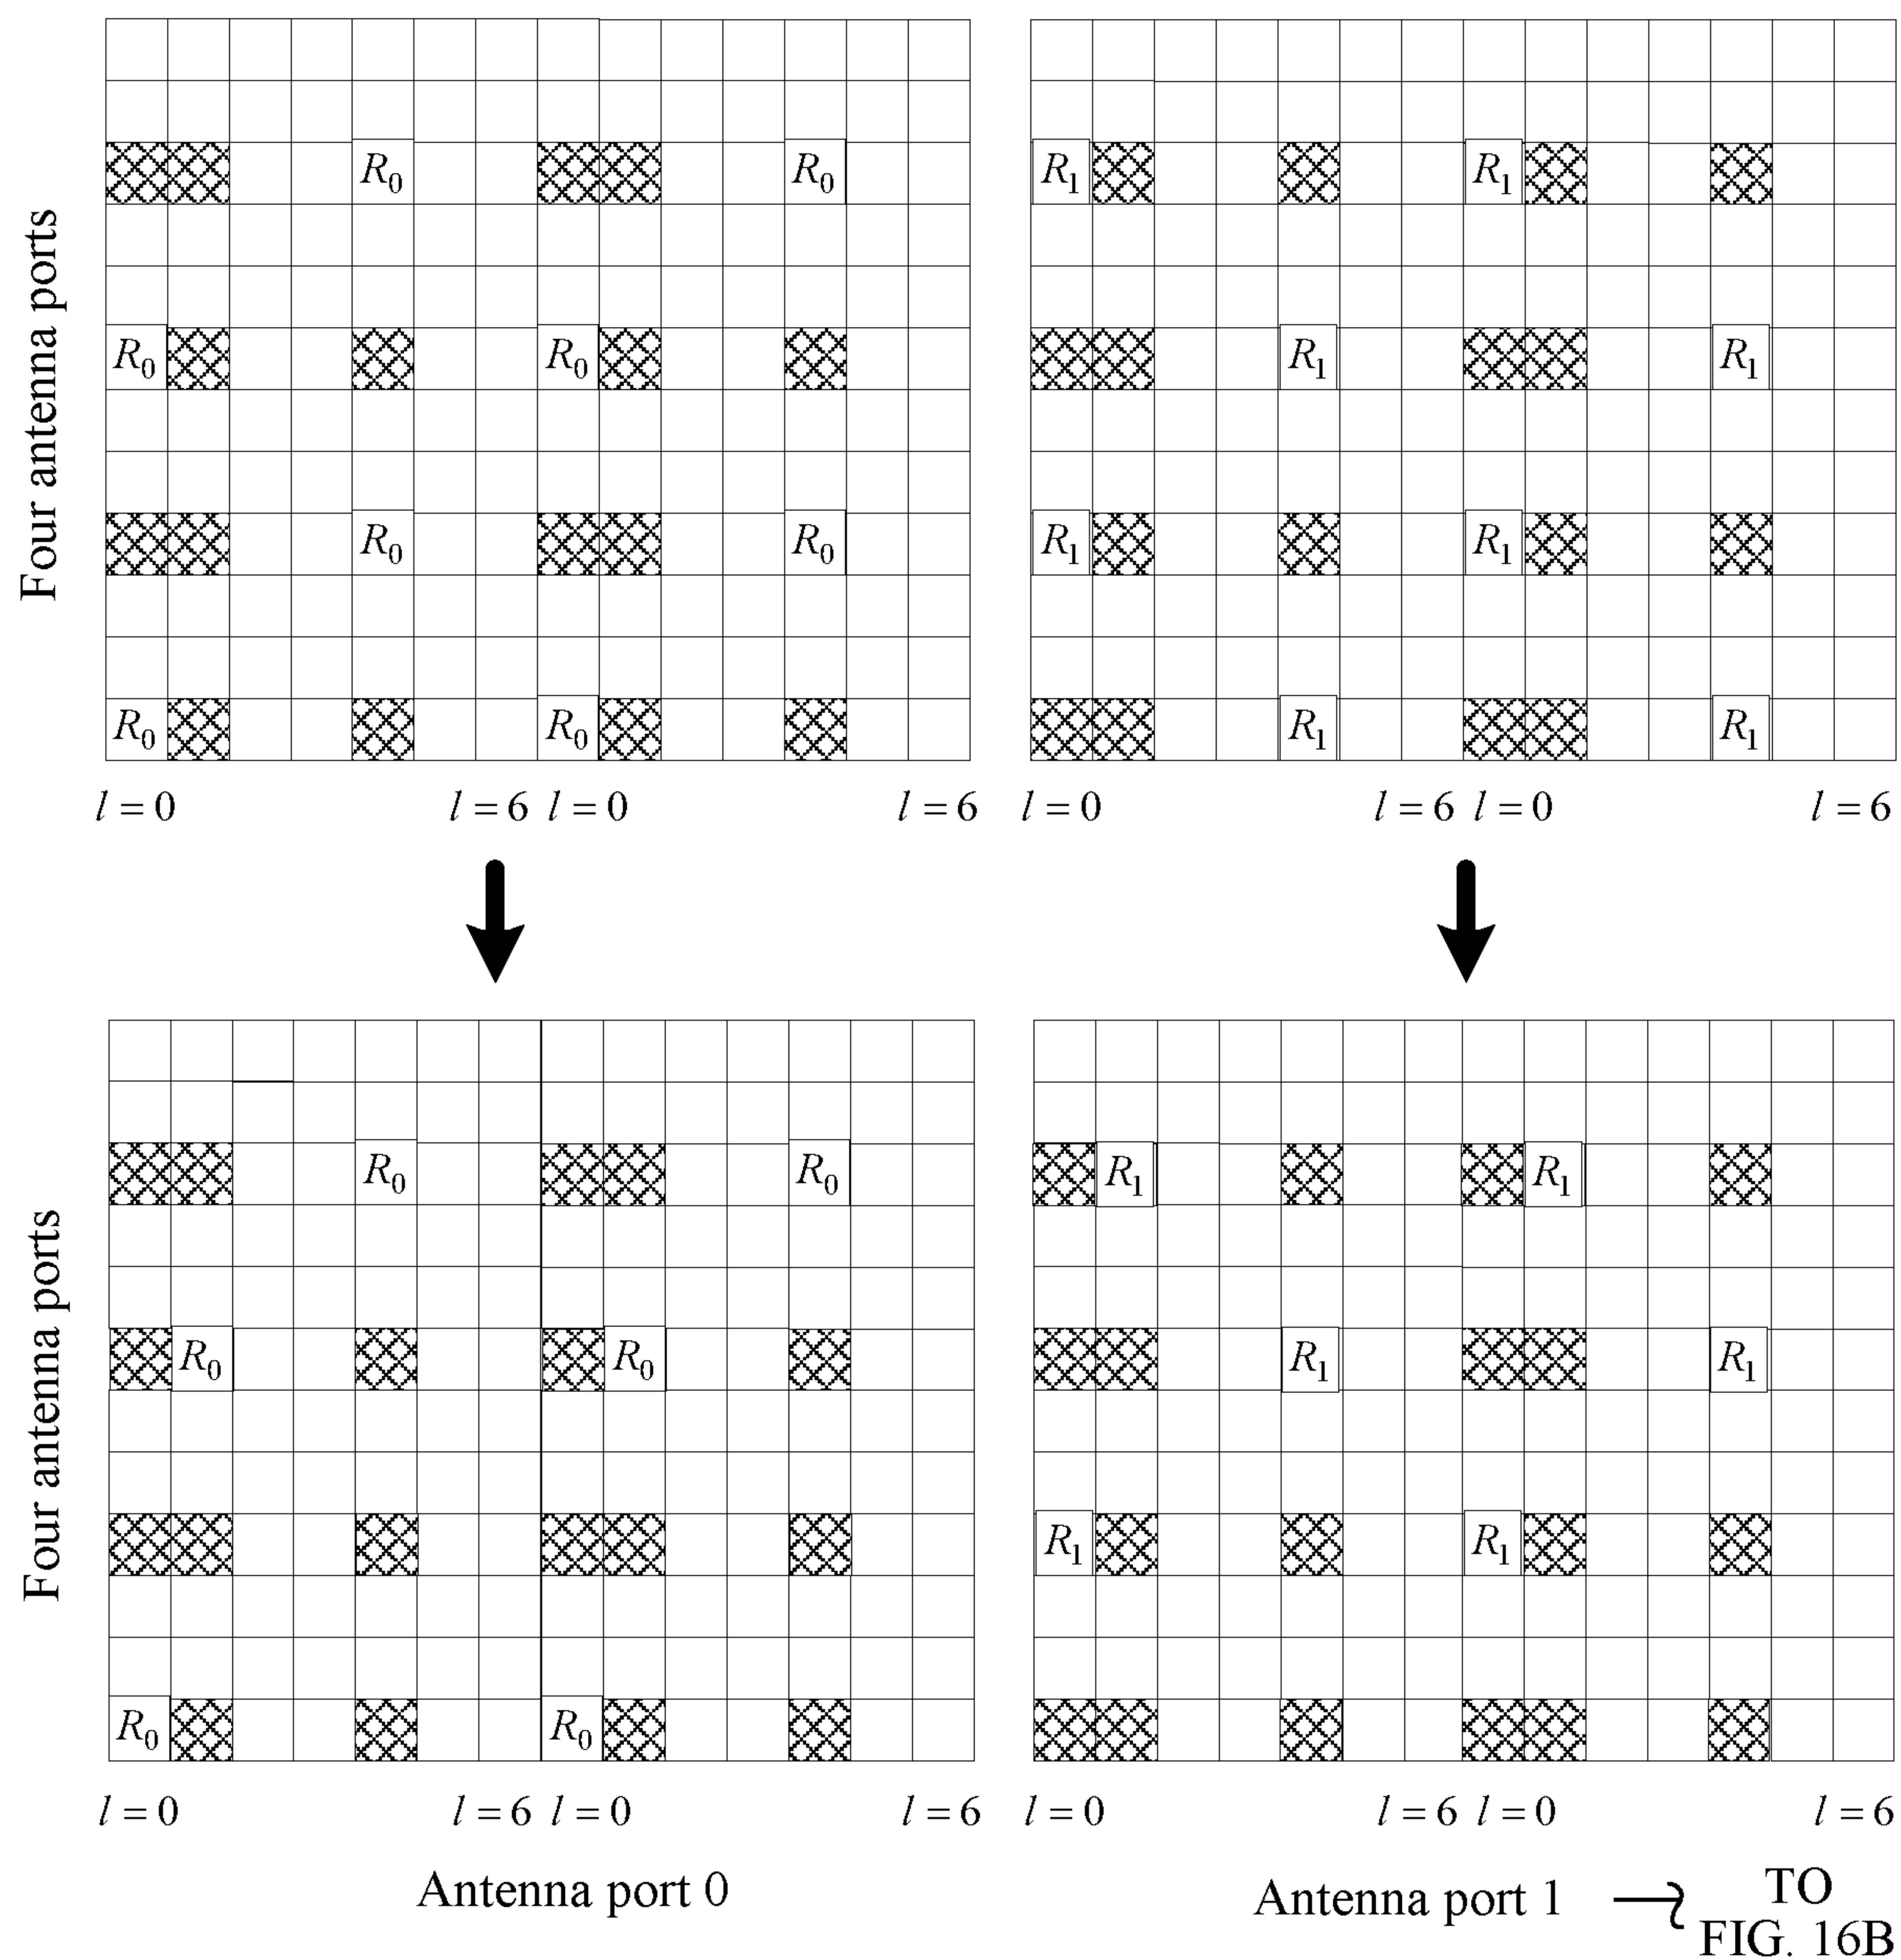 Four antenna ports
R0 R0
R0 R0
R0 R0
R0 R0
l = 0 l = 6 l = 0 l = 6
R1 R1
R1 R1
R1 R1
R1 R1
l = 0 l = 6 l = 0 l = 6
Four antenna ports
R0 R0
R0 R0
R0 R0
l = 0 l = 6 l = 0 l = 6
Antenna port 0
R1 R1
R1 R1
R1 R1
l = 0 l = 6 l = 0 l = 6
Antenna port 1
TO
FIG. 16B